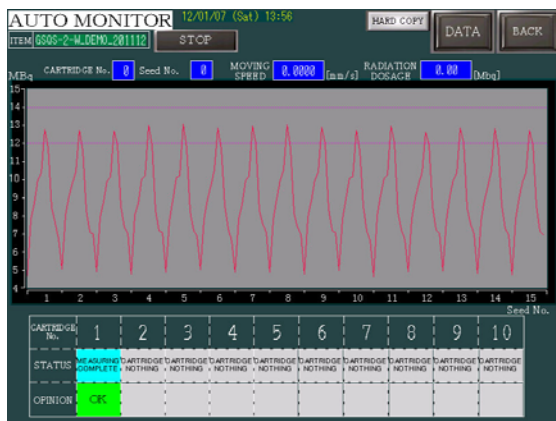 AUTO MONITOR 12/01/07 (Sat) 13:56 HARD COPY DATA BACK
ITEM GSQS-2-W_DEMO_201112 STOP
MBq CARTRIDGE No. 0 Seed No. 0 MOVING SPEED 0.0000 [mm/s] RADIATION DOSAGE 0.00 [Mbq]
15
14
13
12
11
10
9
8
7
6
5
4
1 2 3 4 5 6 7 8 9 10 11 12 13 14 15
Seed No.
CARTRIDGE No. 1 2 3 4 5 6 7 8 9 10
STATUS MEASURING COMPLETE CARTRIDGE NOTHING CARTRIDGE NOTHING CARTRIDGE NOTHING CARTRIDGE NOTHING CARTRIDGE NOTHING CARTRIDGE NOTHING CARTRIDGE NOTHING CARTRIDGE NOTHING CARTRIDGE NOTHING
OPINION OK